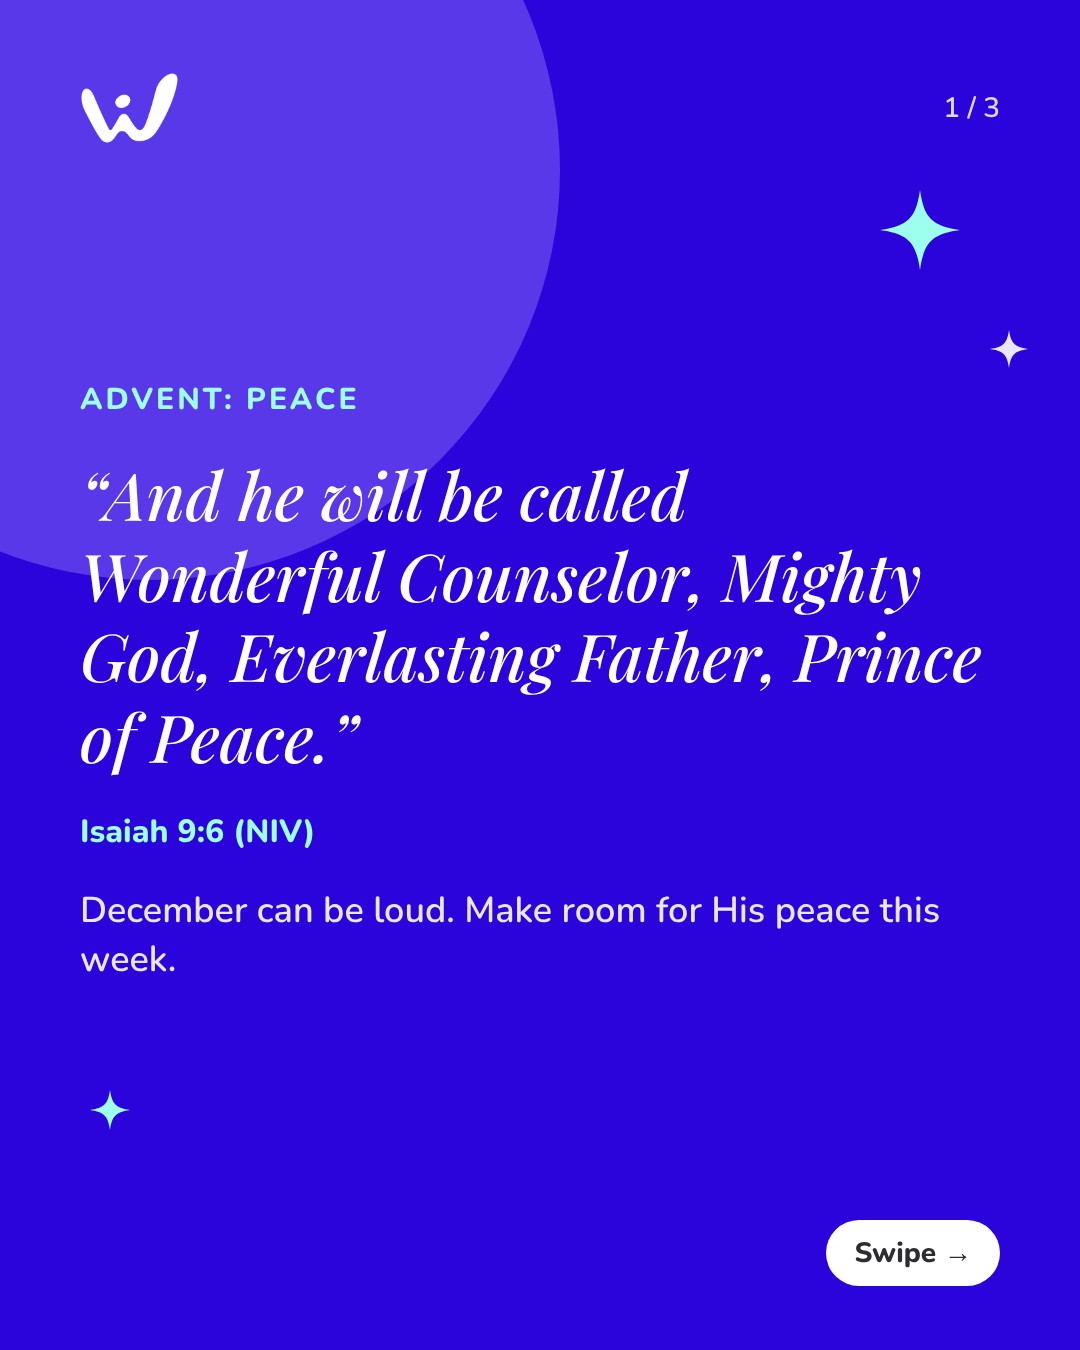 1 / 3
ADVENT: PEACE
“And he will be called
Wonderful Counselor, Mighty
God, Everlasting Father, Prince
of Peace.”
Isaiah 9:6 (NIV)
December can be loud. Make room for His peace this
week.
Swipe →